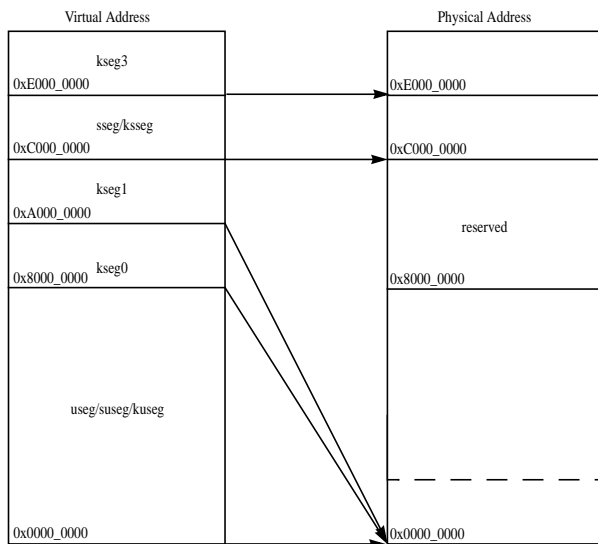 Virtual Address
Physical Address
kseg3
0xE000_0000
sseg/ksseg
0xC000_0000
kseg1
0xA000_0000
kseg0
0x8000_0000
useg/suseg/kuseg
0x0000_0000
0xE000_0000
0xC000_0000
reserved
0x8000_0000
0x0000_0000